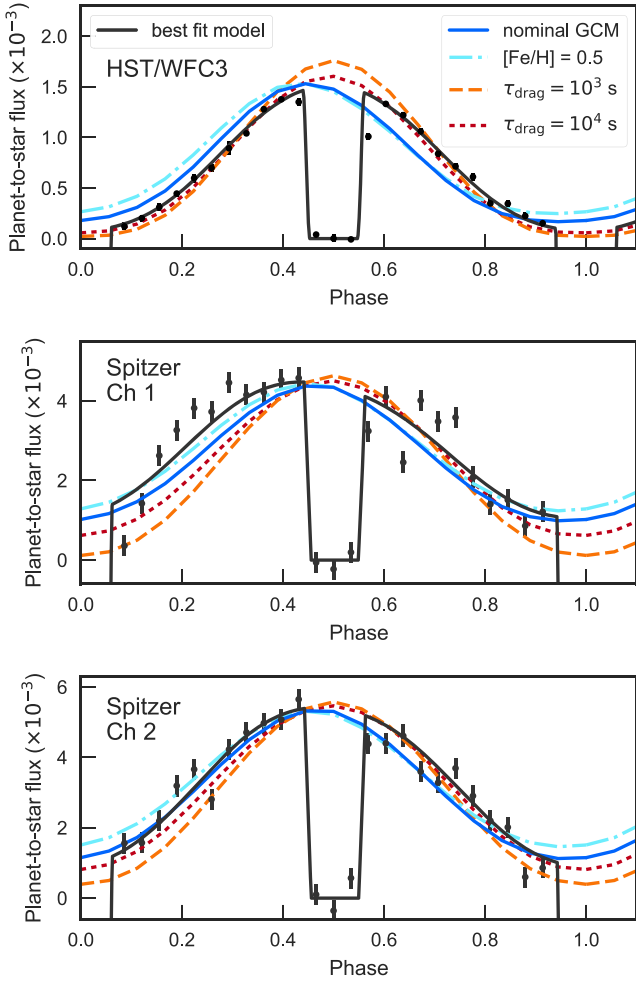 best fit model
HST/WFC3
nominal GCM
[Fe/H] = 0.5
τdrag = 10³ s
τdrag = 10⁴ s
Planet-to-star flux (×10⁻³)
2.0
1.5
1.0
0.5
0.0
0.0 0.2 0.4 0.6 0.8 1.0
Phase
Spitzer
Ch 1
Planet-to-star flux (×10⁻³)
4
2
0
0.0 0.2 0.4 0.6 0.8 1.0
Phase
Spitzer
Ch 2
Planet-to-star flux (×10⁻³)
6
4
2
0
0.0 0.2 0.4 0.6 0.8 1.0
Phase